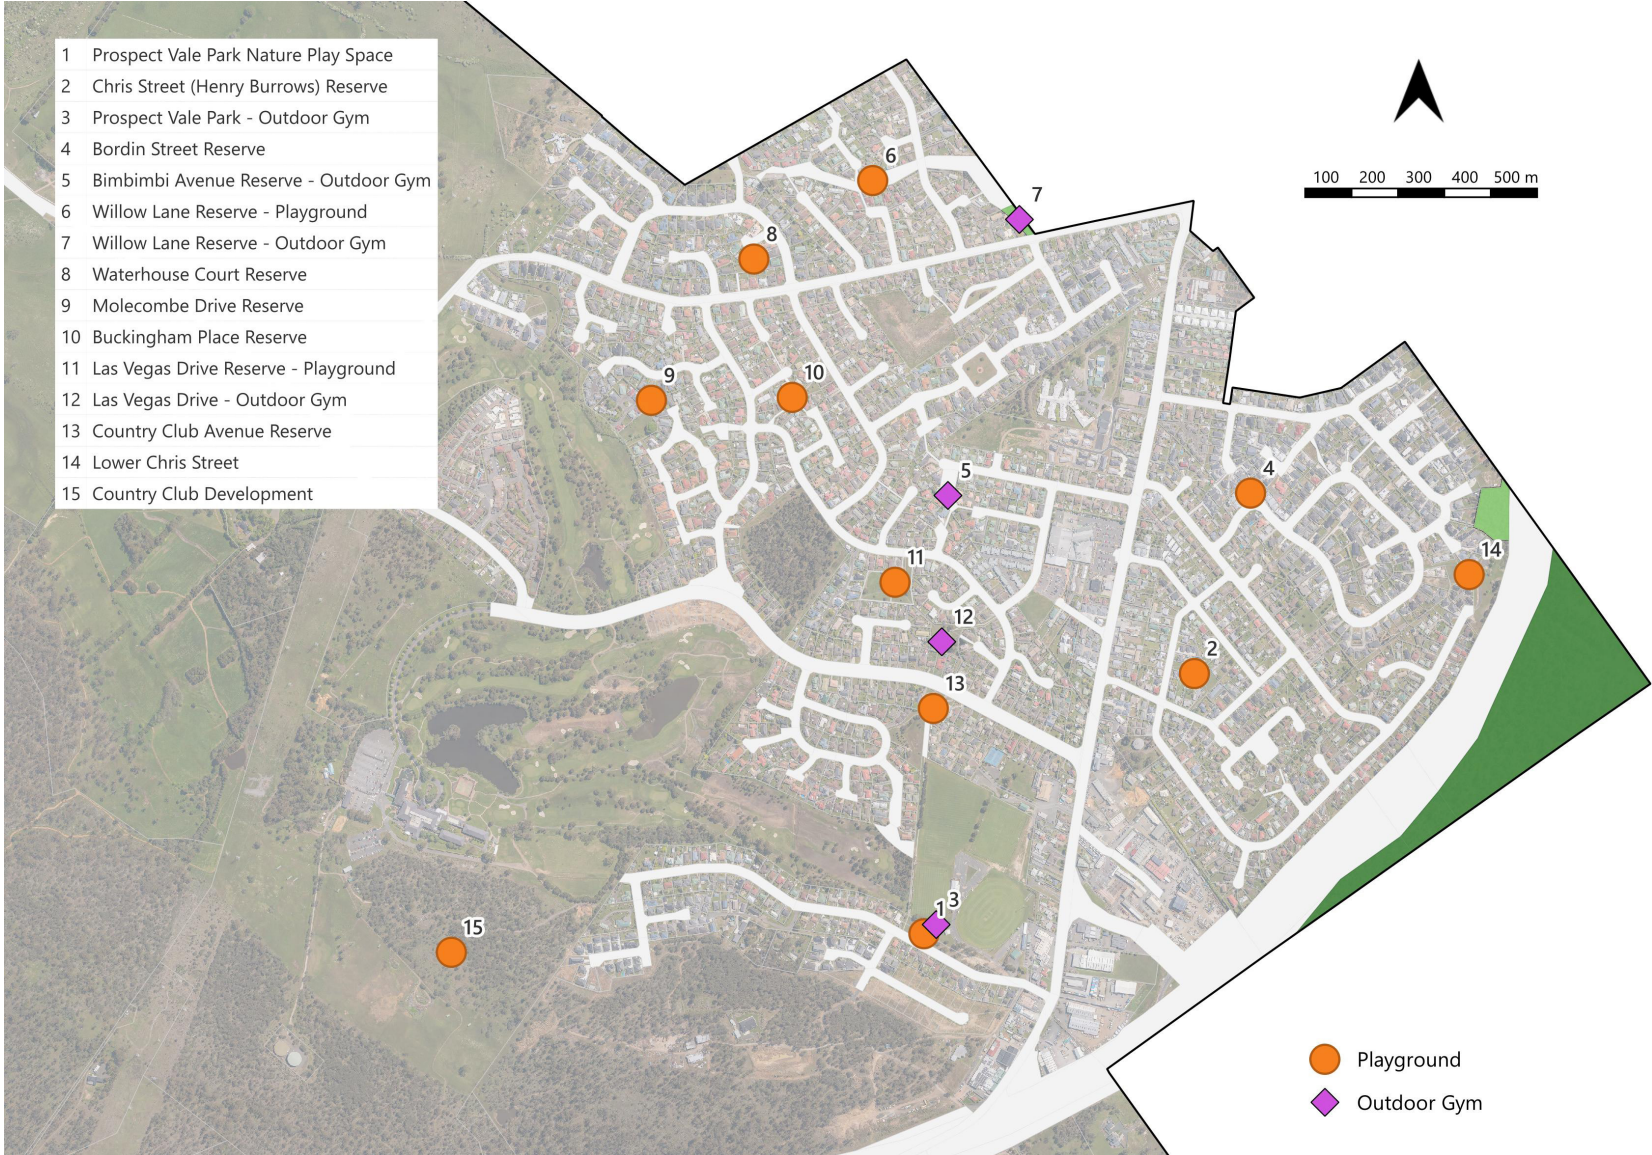 1 Prospect Vale Park Nature Play Space
2 Chris Street (Henry Burrows) Reserve
3 Prospect Vale Park - Outdoor Gym
4 Bordin Street Reserve
5 Bimbimbi Avenue Reserve - Outdoor Gym
6 Willow Lane Reserve - Playground
7 Willow Lane Reserve - Outdoor Gym
8 Waterhouse Court Reserve
9 Molecombe Drive Reserve
10 Buckingham Place Reserve
11 Las Vegas Drive Reserve - Playground
12 Las Vegas Drive - Outdoor Gym
13 Country Club Avenue Reserve
14 Lower Chris Street
15 Country Club Development
100 200 300 400 500 m
6
7
8
9
10
5
4
11
14
12
2
13
1
3
15
Playground
Outdoor Gym